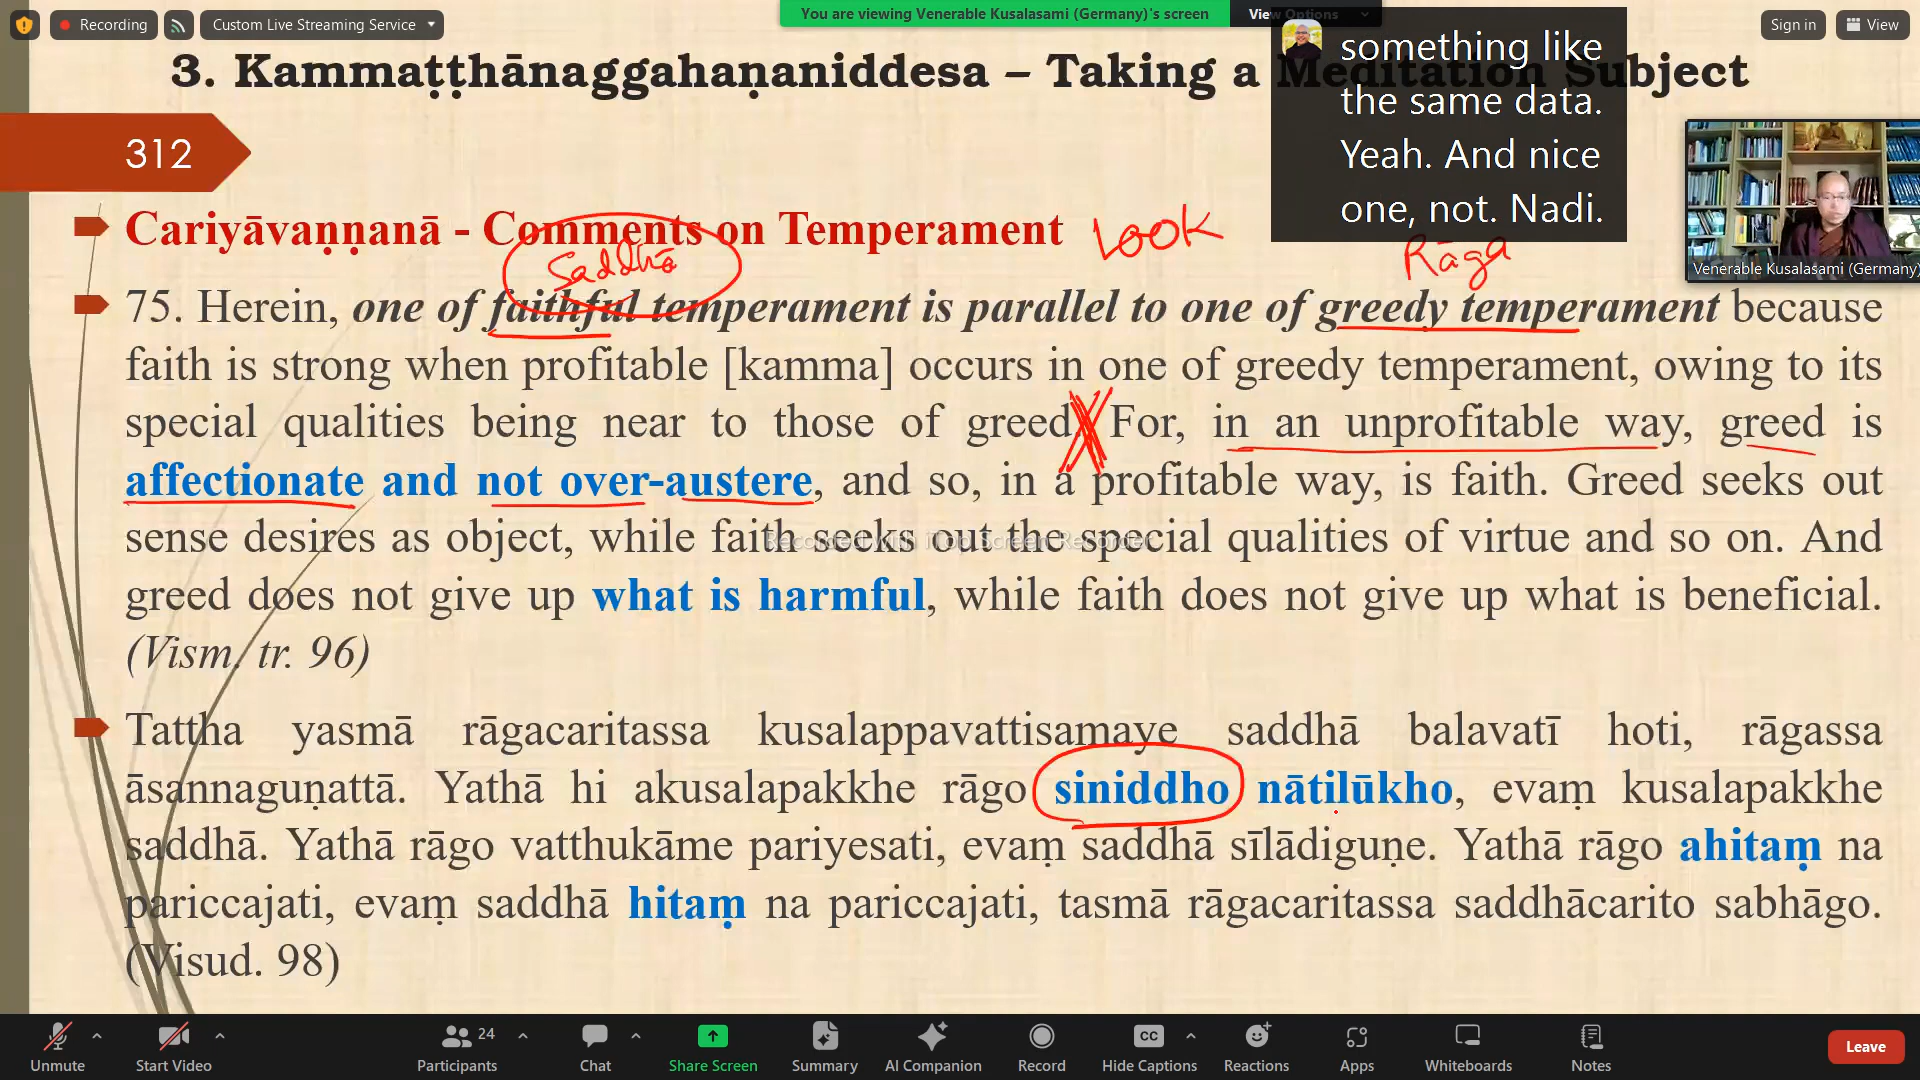 Recording
Custom Live Streaming Service
You are viewing Venerable Kusalasami (Germany)'s screen
View Options
Sign in
View
something like
the same data.
Yeah. And nice
one, not. Nadi.
3. Kammaṭṭhānaggahaṇaniddesa – Taking a Meditation Subject
312
Venerable Kusalasami (Germany)
Cariyāvaṇṇanā - Comments on Temperament
Look
Saddhā
Rāga
75. Herein, one of faithful temperament is parallel to one of greedy temperament because
faith is strong when profitable [kamma] occurs in one of greedy temperament, owing to its
special qualities being near to those of greed For, in an unprofitable way, greed is
affectionate and not over-austere, and so, in a profitable way, is faith. Greed seeks out
sense desires as object, while faith seeks out the special qualities of virtue and so on. And
Recorded with iTop Screen Recorder
greed does not give up what is harmful, while faith does not give up what is beneficial.
(Vism. tr. 96)
Tattha yasmā rāgacaritassa kusalappavattisamaye saddhā balavatī hoti, rāgassa
āsannaguṇattā. Yathā hi akusalapakkhe rāgo siniddho nātilūkho, evaṃ kusalapakkhe
saddhā. Yathā rāgo vatthukāme pariyesati, evaṃ saddhā sīlādiguṇe. Yathā rāgo ahitaṃ na
pariccajati, evaṃ saddhā hitaṃ na pariccajati, tasmā rāgacaritassa saddhācarito sabhāgo.
(Visud. 98)
Unmute
Start Video
24
Participants
Chat
Share Screen
Summary
AI Companion
Record
CC
Hide Captions
Reactions
Apps
Whiteboards
Notes
Leave